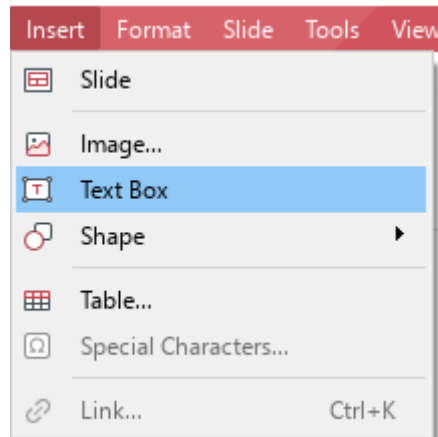 Insert Format Slide Tools View
Slide
Image...
Text Box
Shape
Table...
Special Characters...
Link... Ctrl+K